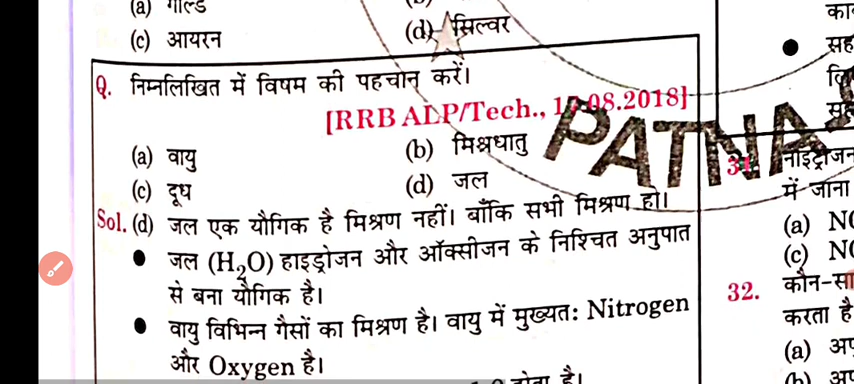 (a) गोल्ड
(c) आयरन
(d) सिल्वर
Q. निम्नलिखित में विषम की पहचान करें।
[RRB ALP/Tech., 17.08.2018]
(a) वायु
(b) मिश्रधातु
(c) दूध
(d) जल
Sol. (d) जल एक यौगिक है मिश्रण नहीं। बाँकि सभी मिश्रण हो।
● जल (H₂O) हाइड्रोजन और ऑक्सीजन के निश्चित अनुपात
से बना यौगिक है।
● वायु विभिन्न गैसों का मिश्रण है। वायु में मुख्यतः Nitrogen
और Oxygen है।
होता है।
PATNA
31. नाइट्रोजन
में जाना
(a)
(c)
32. कौन-सा
करता है
(a)
(b)